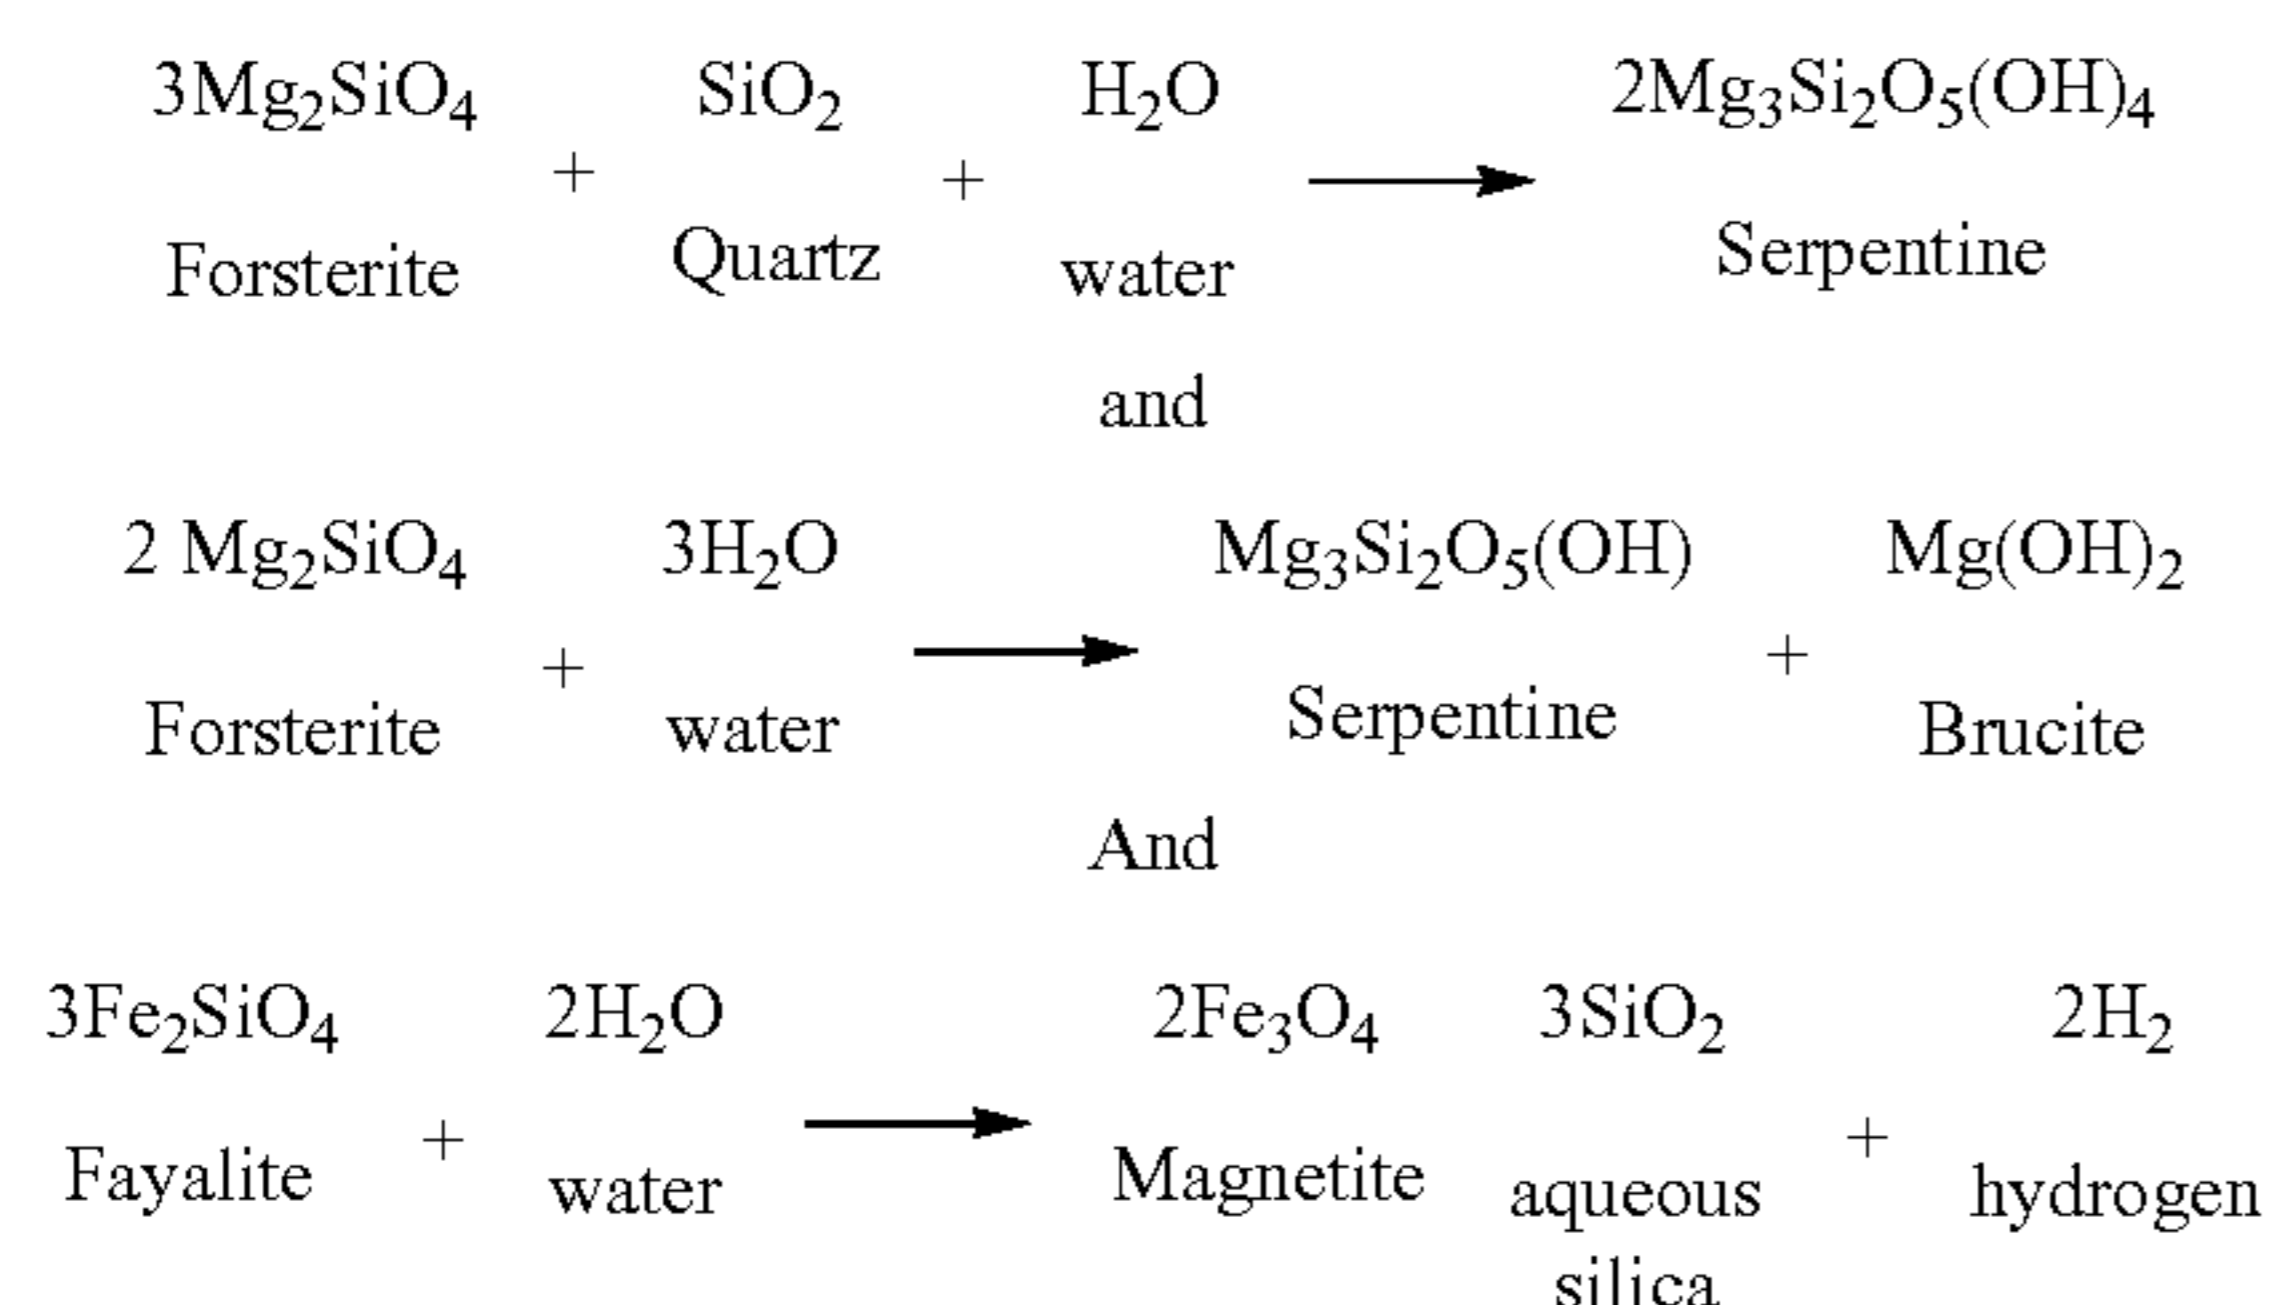 3Mg₂SiO₄ + SiO₂ + H₂O → 2Mg₃Si₂O₅(OH)₄
Forsterite Quartz water Serpentine
and
2 Mg₂SiO₄ + 3H₂O → Mg₃Si₂O₅(OH) + Mg(OH)₂
Forsterite water Serpentine Brucite
And
3Fe₂SiO₄ + 2H₂O → 2Fe₃O₄ 3SiO₂ + 2H₂
Fayalite water Magnetite aqueous hydrogen
silica